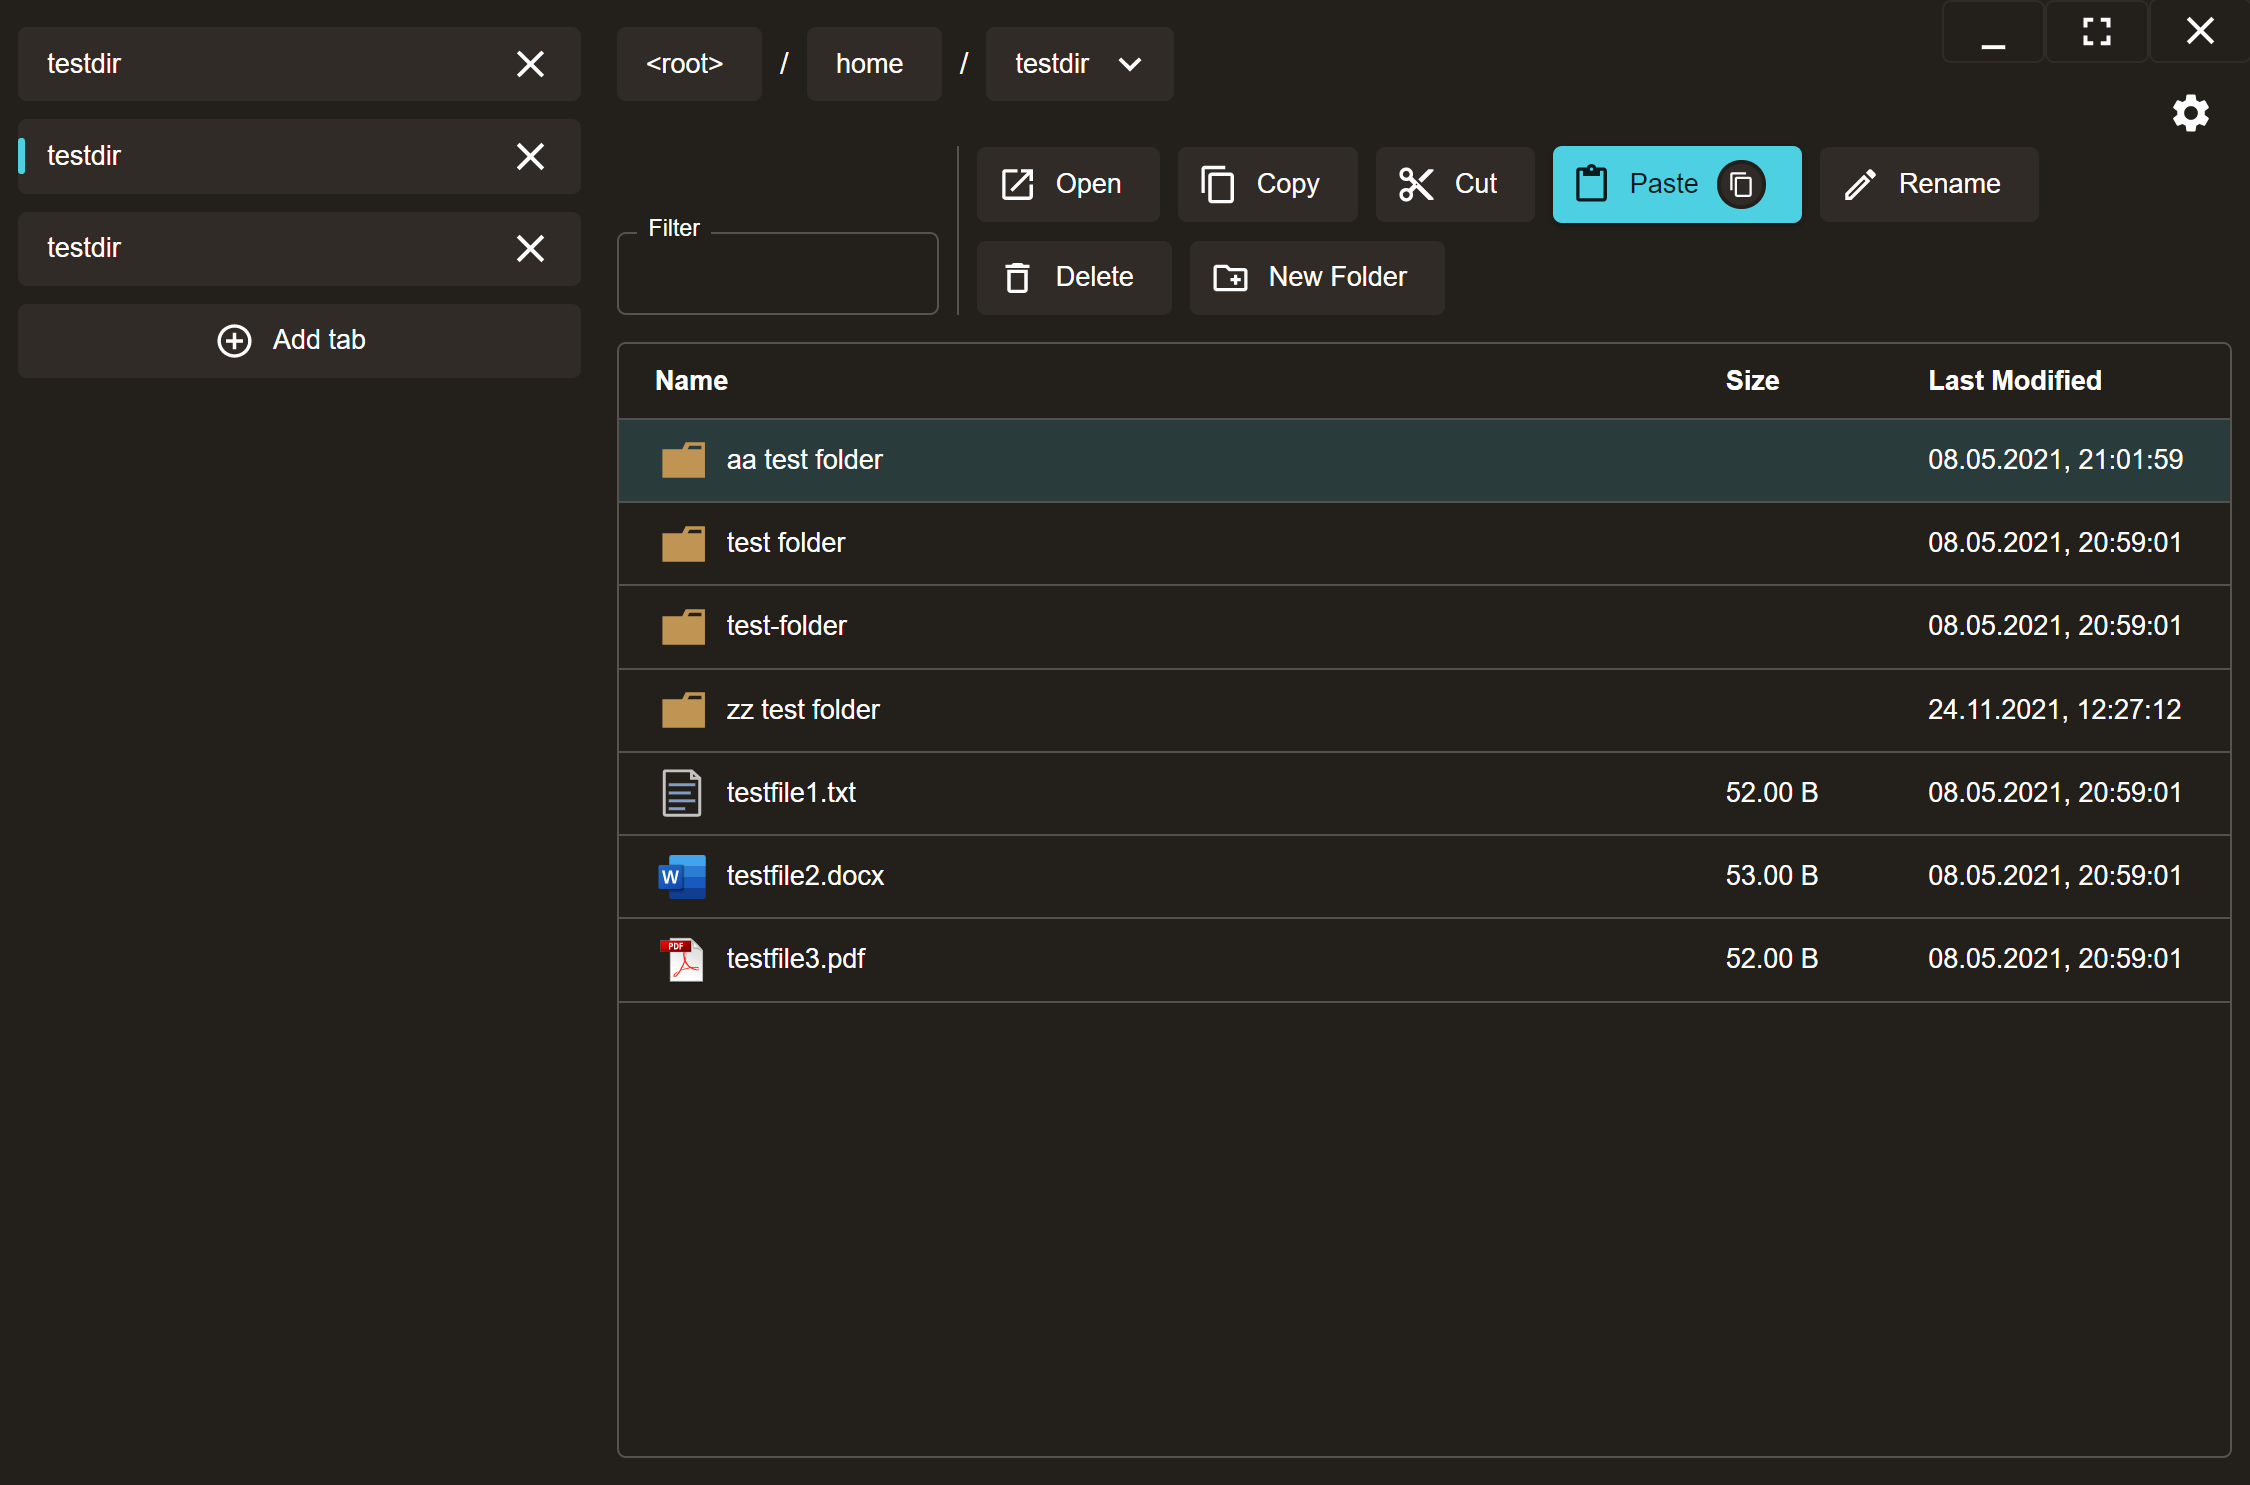 testdir
testdir
testdir
Add tab
<root> / home / testdir
Filter
Open Copy Cut Paste Rename
Delete New Folder
Name Size Last Modified
aa test folder 08.05.2021, 21:01:59
test folder 08.05.2021, 20:59:01
test-folder 08.05.2021, 20:59:01
zz test folder 24.11.2021, 12:27:12
testfile1.txt 52.00 B 08.05.2021, 20:59:01
W testfile2.docx 53.00 B 08.05.2021, 20:59:01
PDF testfile3.pdf 52.00 B 08.05.2021, 20:59:01